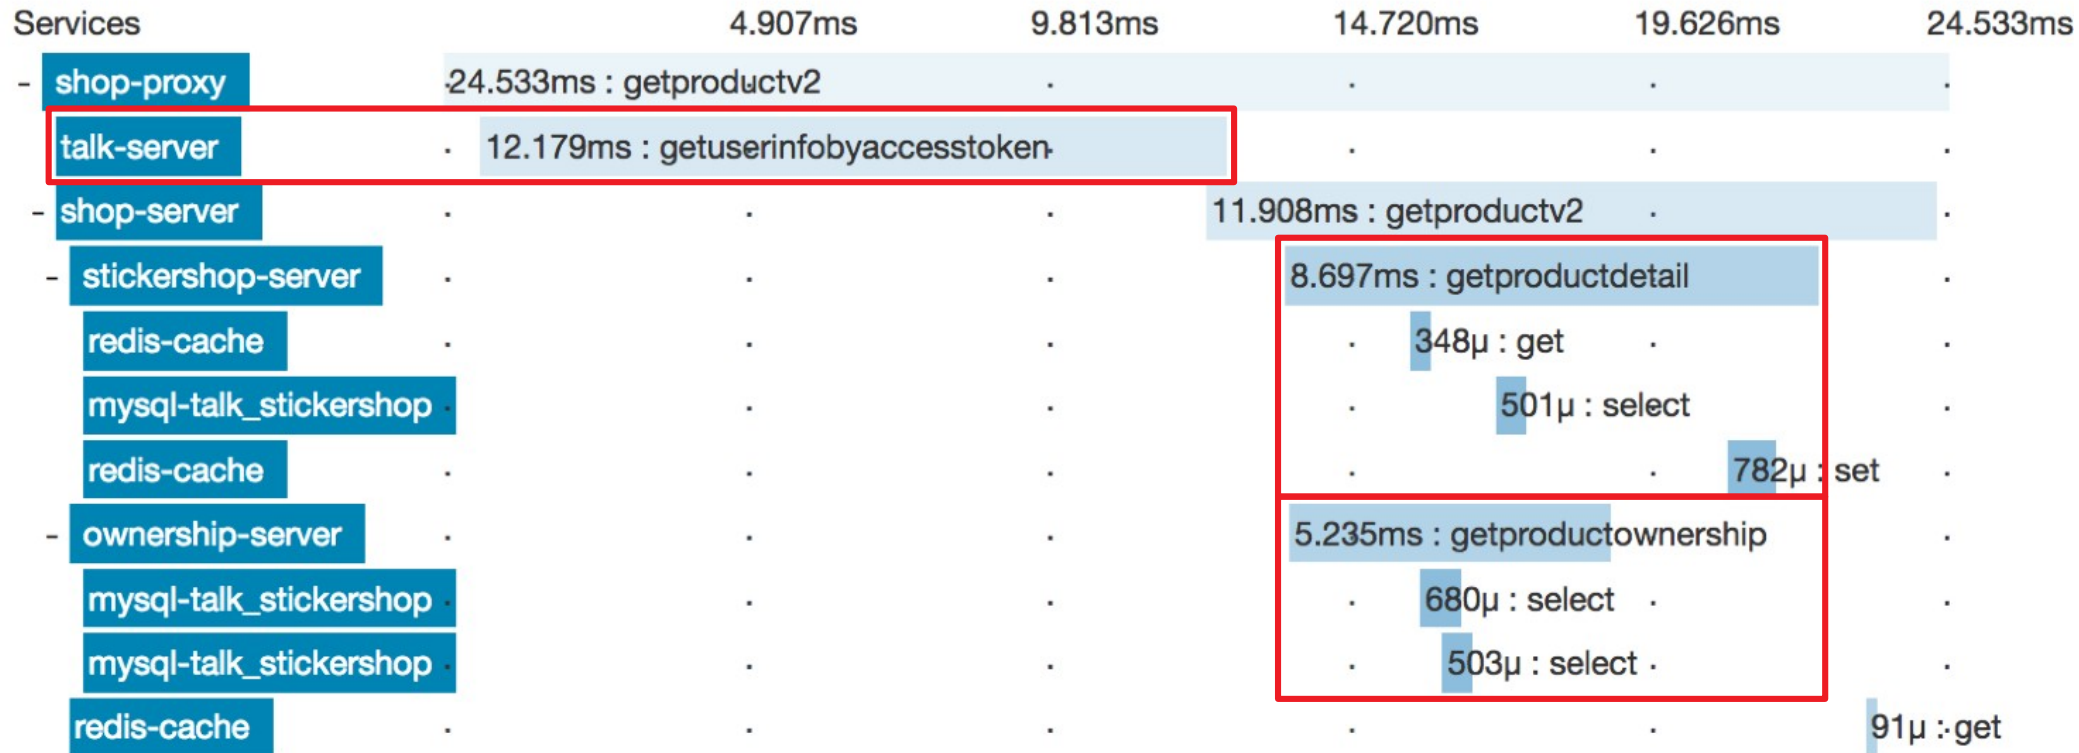 Services 4.907ms 9.813ms 14.720ms 19.626ms 24.533ms
- shop-proxy 24.533ms : getproductv2
talk-server 12.179ms : getuserinfobyaccesstoken
- shop-server 11.908ms : getproductv2
- stickershop-server 8.697ms : getproductdetail
redis-cache 348μ : get
mysql-talk_stickershop 501μ : select
redis-cache 782μ : set
- ownership-server 5.235ms : getproductownership
mysql-talk_stickershop 680μ : select
mysql-talk_stickershop 503μ : select
redis-cache 91μ : get